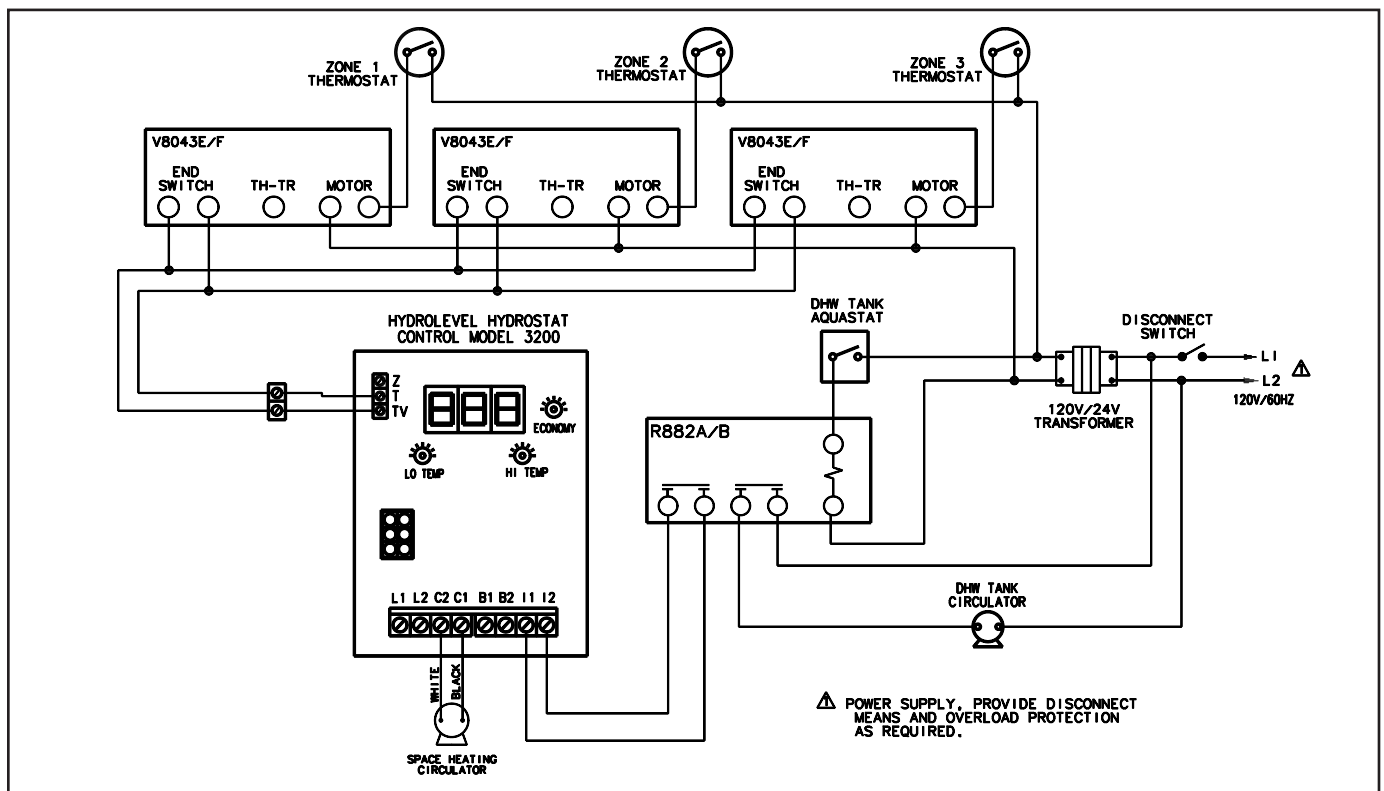 ZONE 1
THERMOSTAT
ZONE 2
THERMOSTAT
ZONE 3
THERMOSTAT
V8043E/F
END
SWITCH
TH-TR
MOTOR
V8043E/F
END
SWITCH
TH-TR
MOTOR
V8043E/F
END
SWITCH
TH-TR
MOTOR
HYDROLEVEL HYDROSTAT
CONTROL MODEL 3200
DHW TANK
AQUASTAT
DISCONNECT
SWITCH
L1
L2
120V/60HZ
120V/24V
TRANSFORMER
Z
T
TV
888
ECONOMY
LO TEMP
HI TEMP
R882A/B
L1 L2 C2 C1 B1 B2 I1 I2
DHW TANK
CIRCULATOR
WHITE
BLACK
SPACE HEATING
CIRCULATOR
⚠ POWER SUPPLY, PROVIDE DISCONNECT
MEANS AND OVERLOAD PROTECTION
AS REQUIRED.